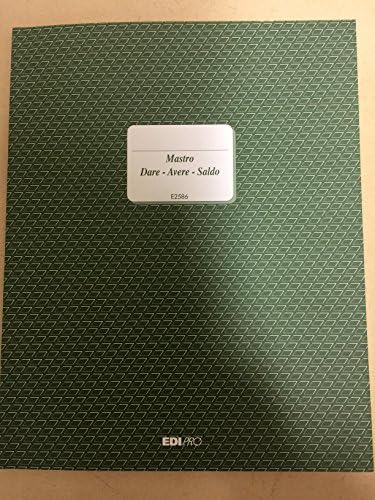 Mastro
Dare - Avere - Saldo
E2586
EDIPRO